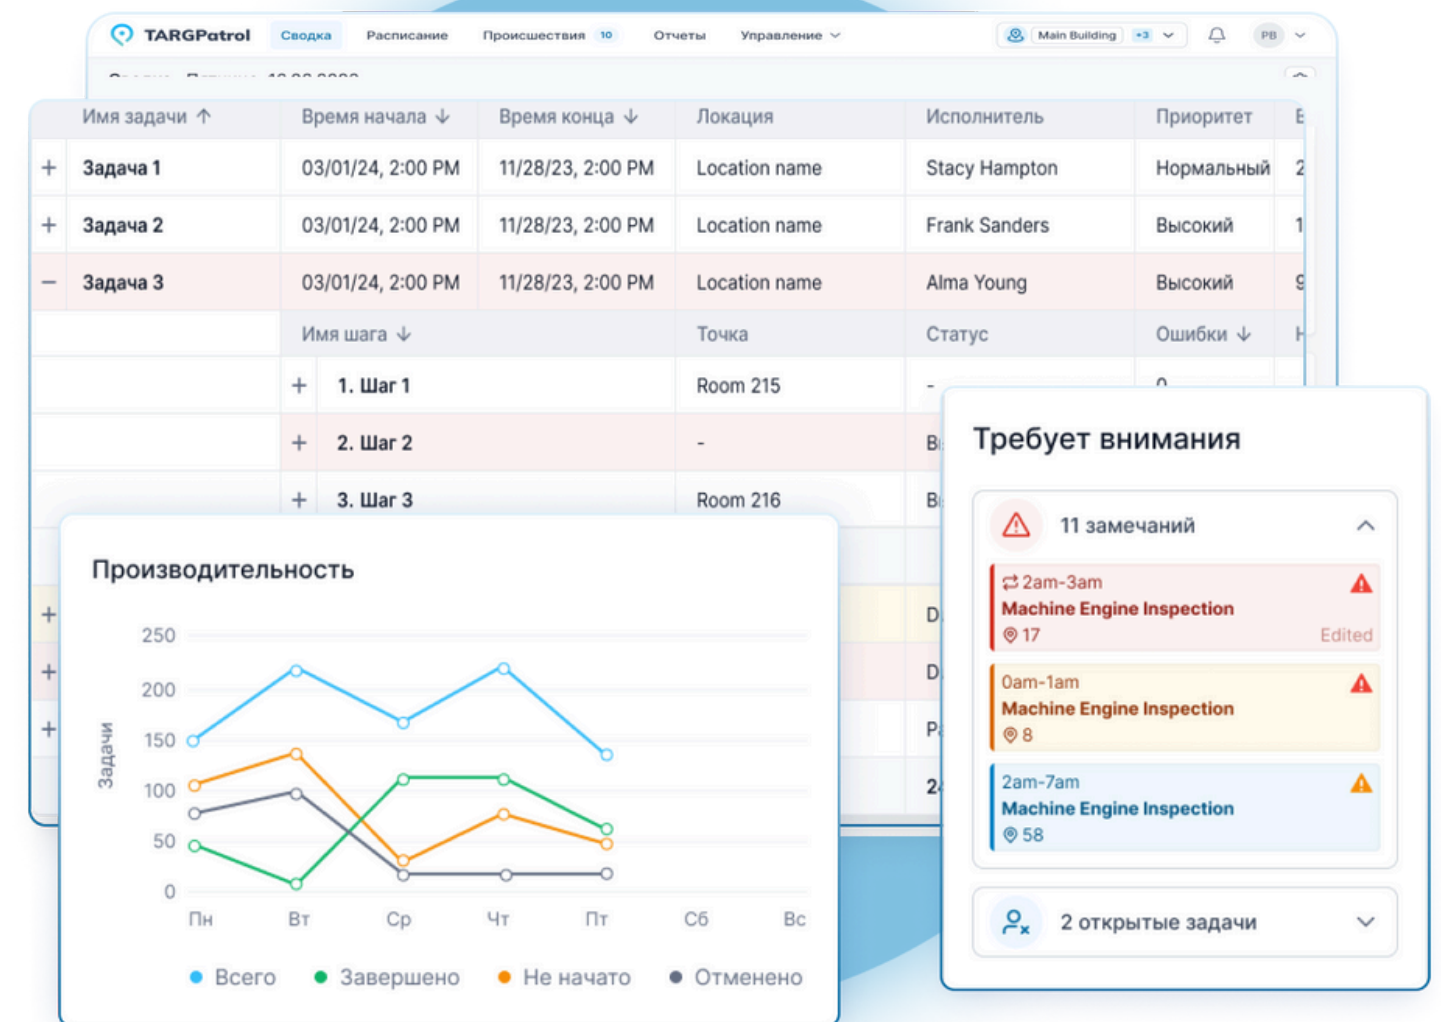 TARGPatrol Сводка Расписание Происшествия 10 Отчеты Управление Main Building +3 PB
Имя задачи Время начала Время конца Локация Исполнитель Приоритет
Задача 1 03/01/24, 2:00 PM 11/28/23, 2:00 PM Location name Stacy Hampton Нормальный 2
Задача 2 03/01/24, 2:00 PM 11/28/23, 2:00 PM Location name Frank Sanders Высокий 1
Задача 3 03/01/24, 2:00 PM 11/28/23, 2:00 PM Location name Alma Young Высокий 9
Имя шага Точка Статус Ошибки
1. Шаг 1 Room 215 -
2. Шаг 2 -
3. Шаг 3 Room 216
Производительность
Задачи
250
200
150
100
50
0
Пн Вт Ср Чт Пт Сб Вс
Всего Завершено Не начато Отменено
Требует внимания
11 замечаний
2am-3am
Machine Engine Inspection
17 Edited
0am-1am
Machine Engine Inspection
8
2am-7am
Machine Engine Inspection
58
2 открытые задачи